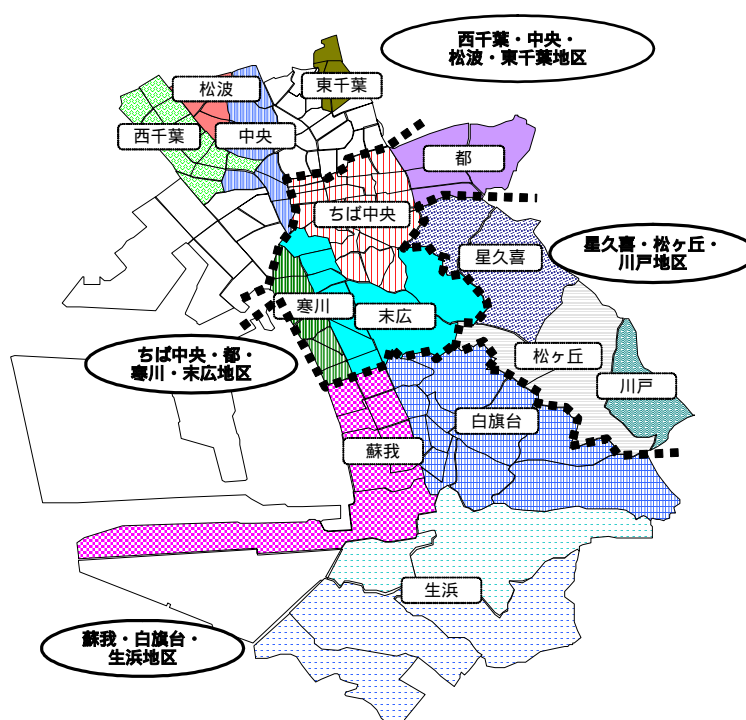 西千葉・中央・
松波・東千葉地区
松波
東千葉
西千葉
中央
都
ちば中央
星久喜
星久喜・松ヶ丘・
川戸地区
寒川
末広
ちば中央・都・
寒川・末広地区
松ヶ丘
川戸
白旗台
蘇我
生浜
蘇我・白旗台・
生浜地区